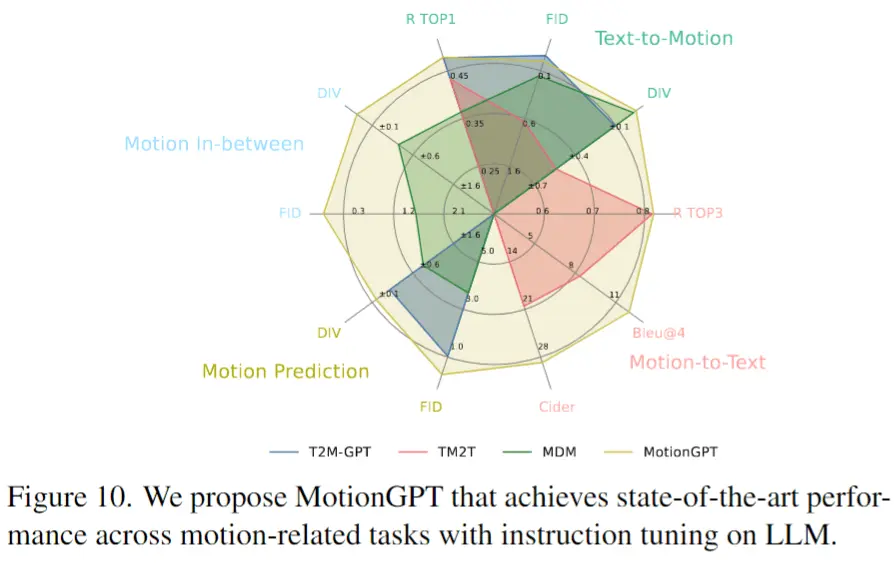 R TOP1
FID
Text-to-Motion
DIV
DIV
0.45
0.1
±0.1
±0.1
Motion In-between
0.35
0.6
±0.6
±0.4
0.25
1.6
±1.6
±0.7
FID
0.3
1.2
2.1
0.6
0.7
0.8
R TOP3
±1.6
5
5.0
14
±0.6
8
±0.1
3.0
21
11
DIV
Bleu@4
1.0
28
Motion Prediction
Motion-to-Text
FID
Cider
T2M-GPT
TM2T
MDM
MotionGPT
Figure 10. We propose MotionGPT that achieves state-of-the-art perfor-
mance across motion-related tasks with instruction tuning on LLM.